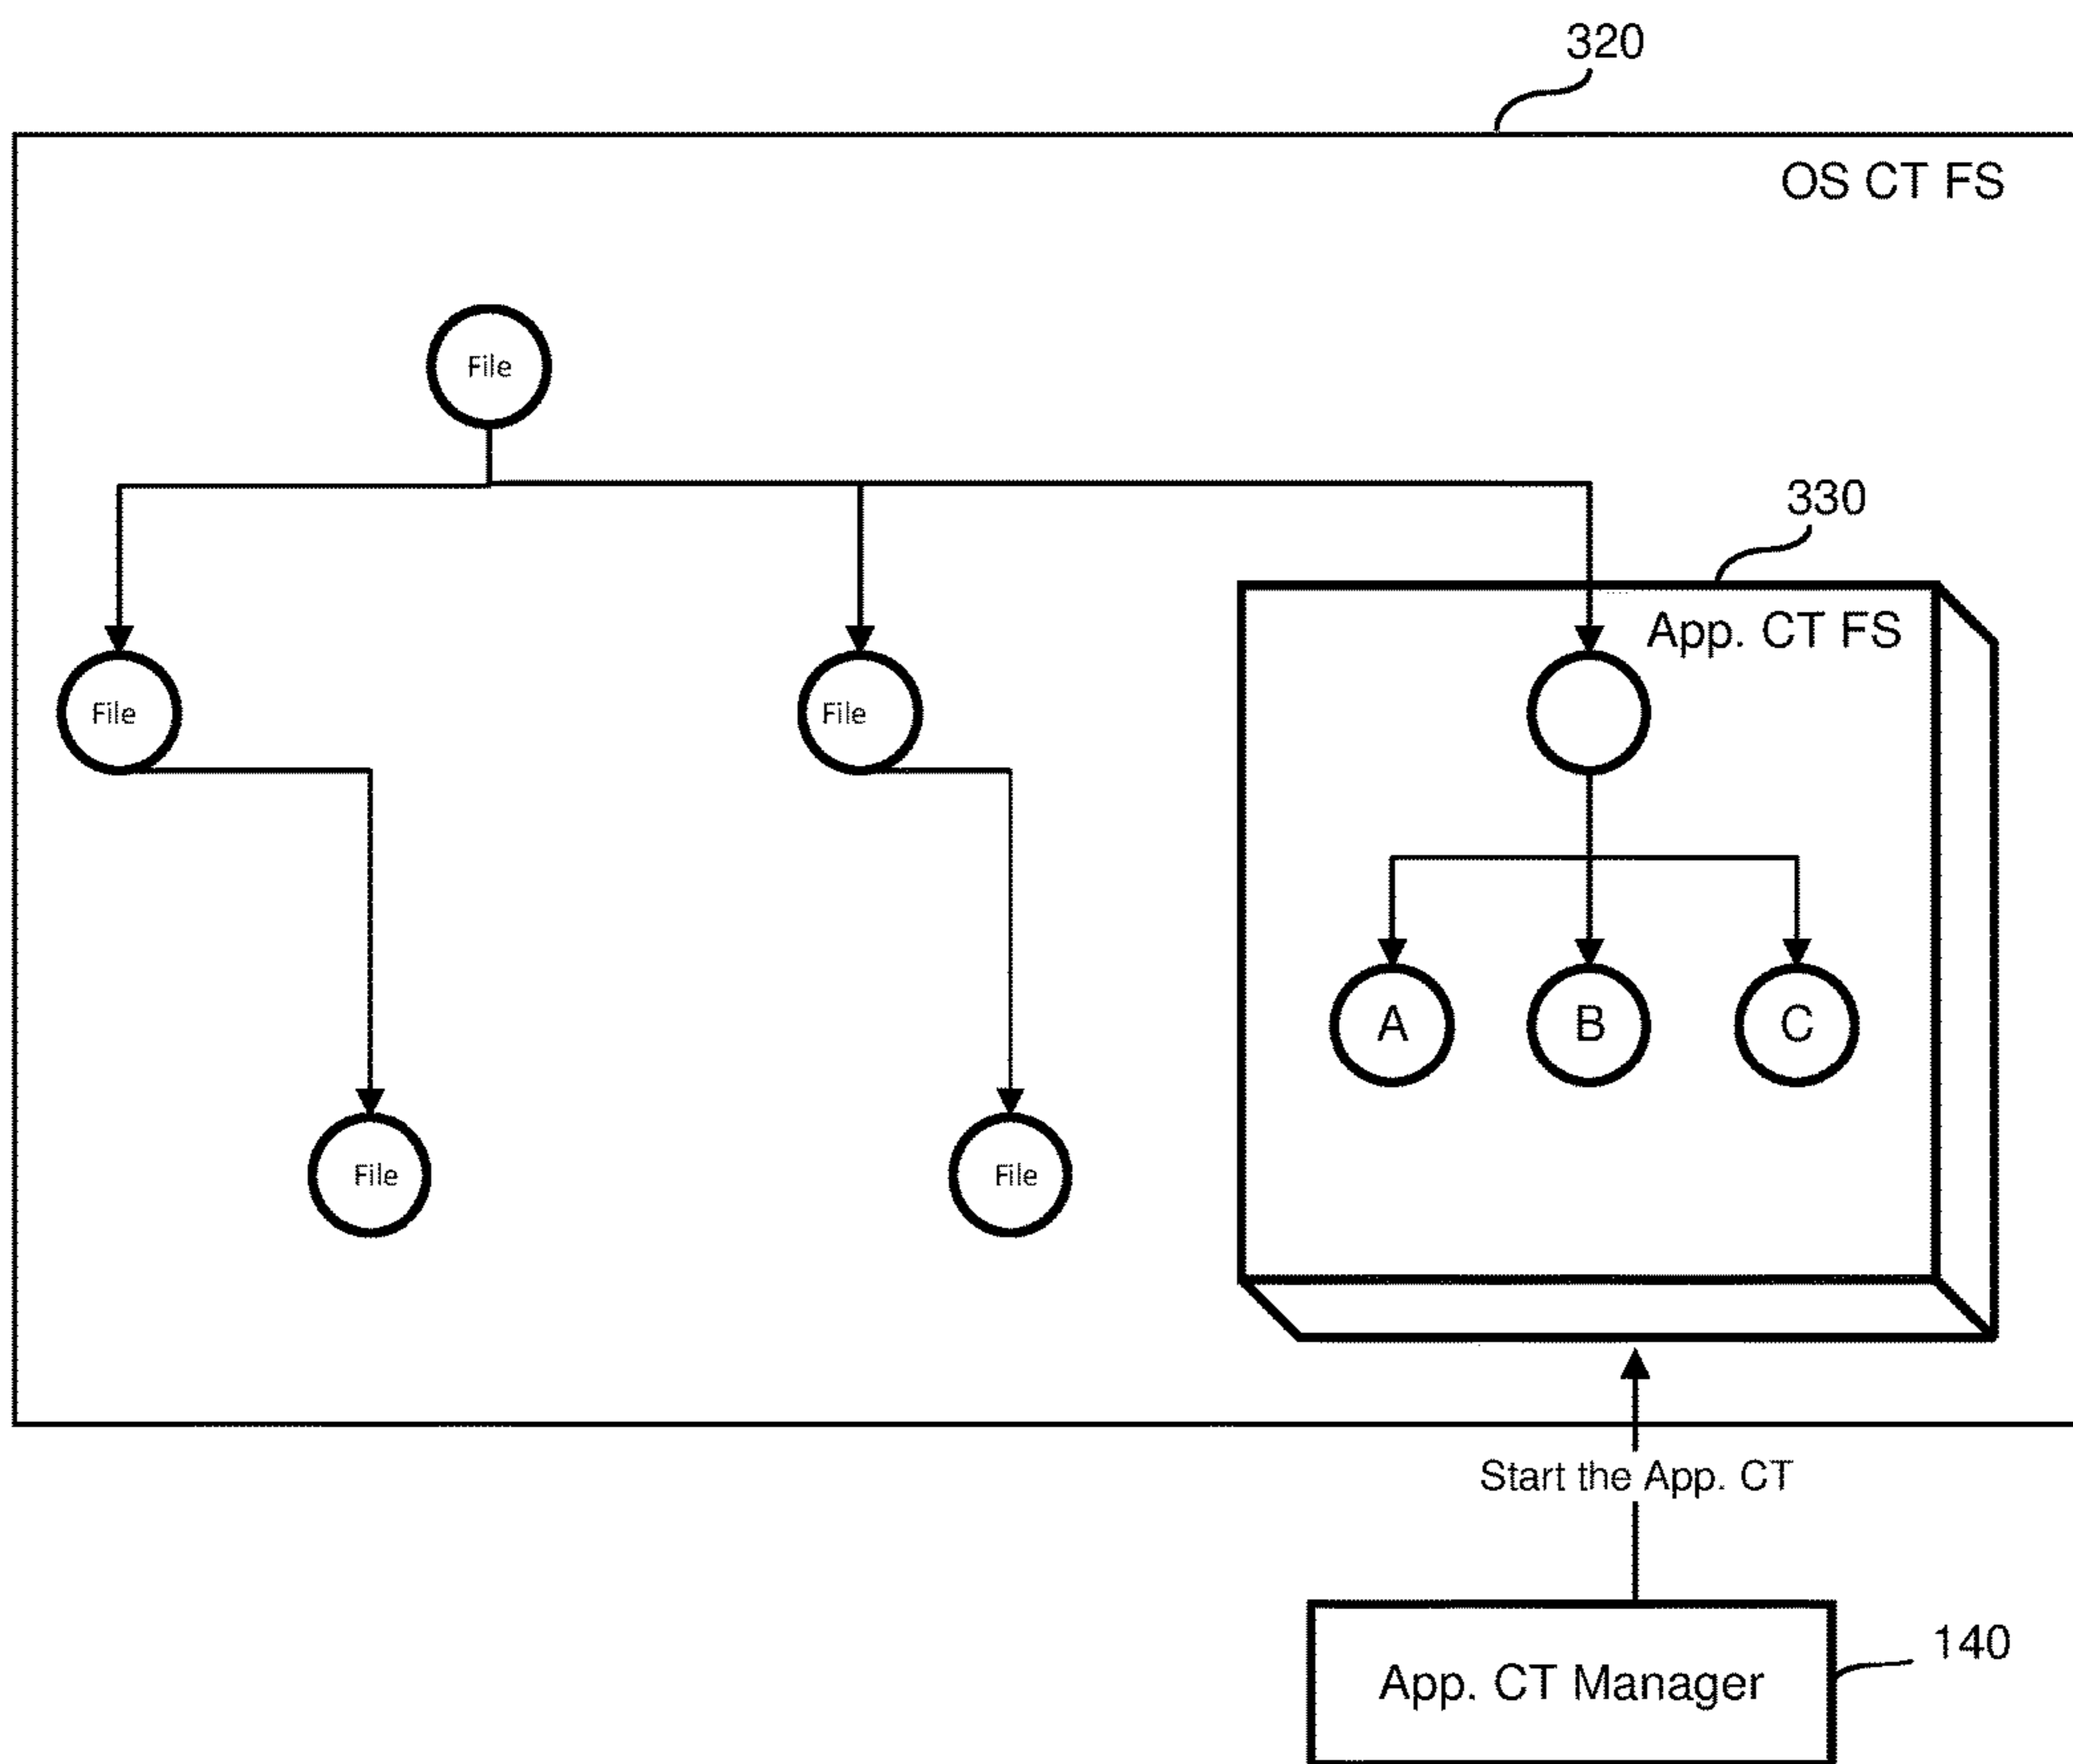 320
OS CT FS
File
330
App. CT FS
File
File
A
B
C
File
File
Start the App. CT
140
App. CT Manager